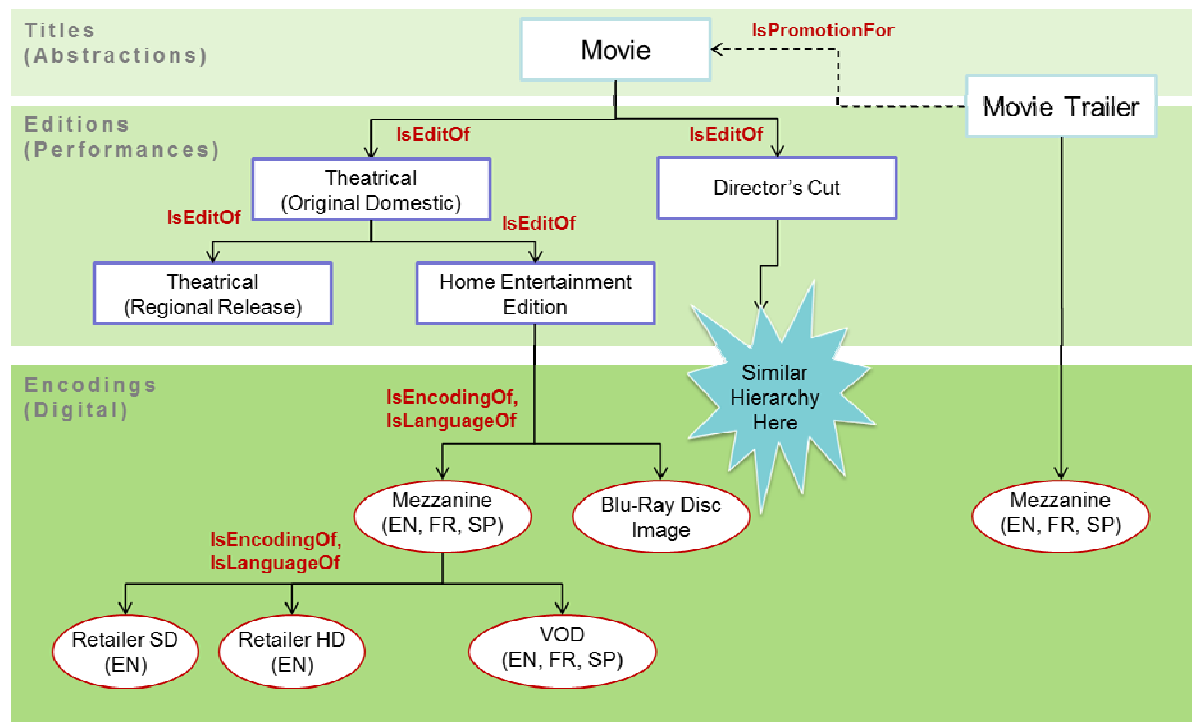 Titles
(Abstractions)
Movie
IsPromotionFor
Movie Trailer
Editions
(Performances)
IsEditOf
IsEditOf
Theatrical
(Original Domestic)
Director's Cut
IsEditOf
IsEditOf
Theatrical
(Regional Release)
Home Entertainment
Edition
Similar
Hierarchy
Here
Encodings
(Digital)
IsEncodingOf,
IsLanguageOf
Mezzanine
(EN, FR, SP)
Blu-Ray Disc
Image
Mezzanine
(EN, FR, SP)
IsEncodingOf,
IsLanguageOf
Retailer SD
(EN)
Retailer HD
(EN)
VOD
(EN, FR, SP)